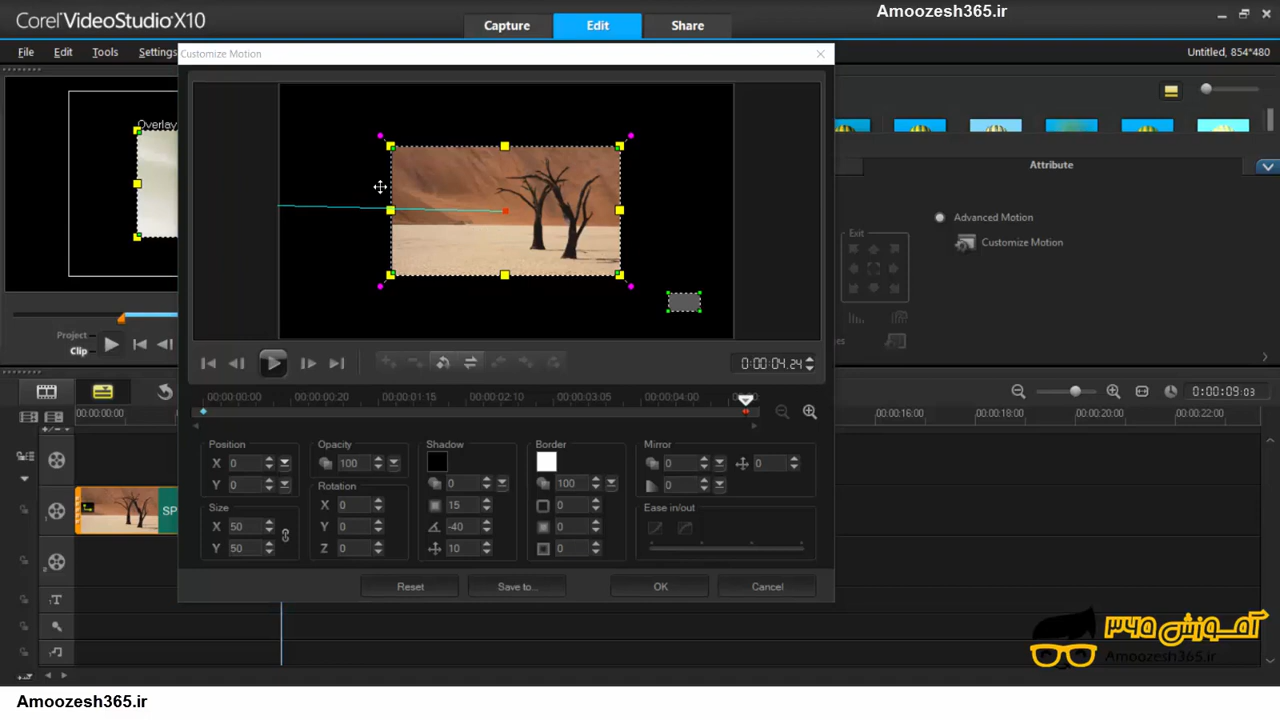 Corel® VideoStudio® X10
Capture
Edit
Share
Amoozesh365.ir
File
Edit
Tools
Settings
Untitled, 854*480
Customize Motion
Overlay
Attribute
Advanced Motion
Customize Motion
Exit
Project
Clip
0:00:04.24
00:00:00:00
00:00:00:20
00:00:01:15
00:00:02:10
00:00:03:05
00:00:04:00
0:00:09:03
00:00:00:00
00:00:16:00
00:00:18:00
00:00:20:00
00:00:22:00
Position
X 0
Y 0
Size
X 50
Y 50
Opacity
100
Rotation
X 0
Y 0
Z 0
Shadow
0
15
-40
10
Border
100
0
0
0
Mirror
0
0
0
Ease in/out
SP
Reset
Save to...
OK
Cancel
آموزش ۳۶۵
Amoozesh365.ir
Amoozesh365.ir